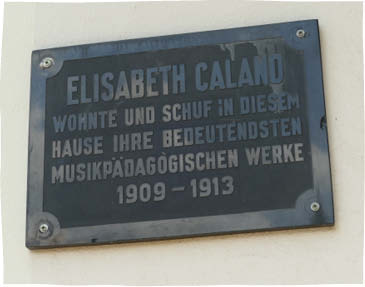 ELISABETH CALAND
WOHNTE UND SCHUF IN DIESEM
HAUSE IHRE BEDEUTENDSTEN
MUSIKPÄDAGOGISCHEN WERKE
1909 – 1913